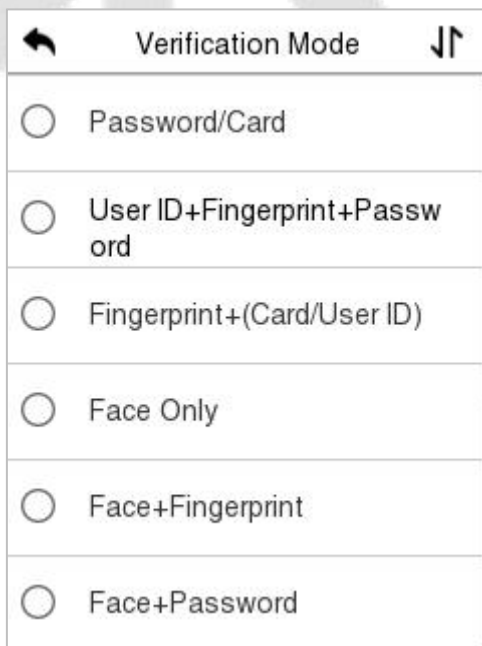 Verification Mode
Password/Card
User ID+Fingerprint+Passw
ord
Fingerprint+(Card/User ID)
Face Only
Face+Fingerprint
Face+Password